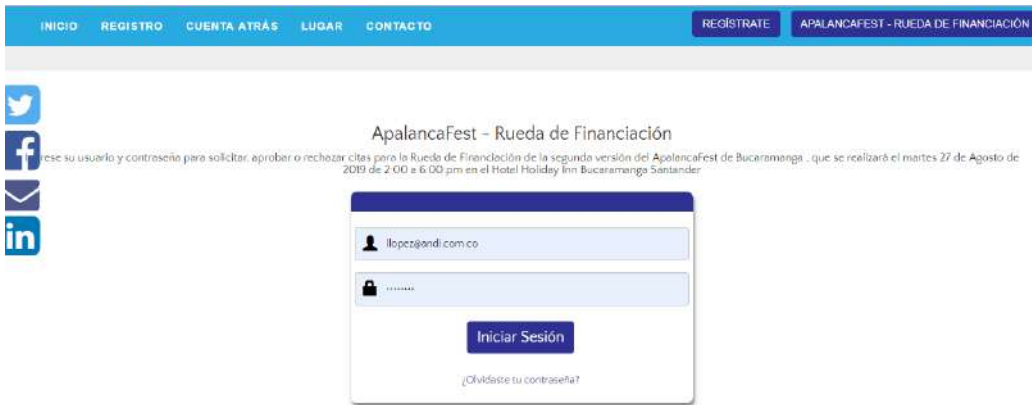 INICIO REGISTRO CUENTA ATRÁS LUGAR CONTACTO REGÍSTRATE APALANCAFEST - RUEDA DE FINANCIACIÓN
ApalancaFest - Rueda de Financiación
rese su usuario y contraseña para solicitar, aprobar o rechazar citas para la Rueda de Financiación de la segunda versión del ApalancaFest de Bucaramanga , que se realizará el martes 27 de Agosto de
2019 de 2:00 a 6:00 pm en el Hotel Holiday Inn Bucaramanga Santander
llopez@andi.com.co
Iniciar Sesión
¿Olvidaste tu contraseña?
in